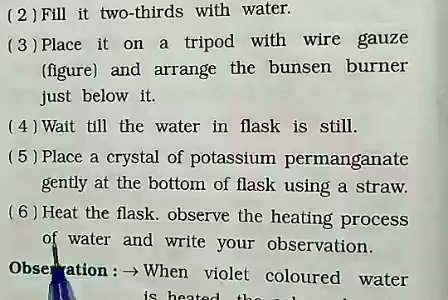 (2) Fill it two-thirds with water.
(3) Place it on a tripod with wire gauze
(figure) and arrange the bunsen burner
just below it.
(4) Wait till the water in flask is still.
(5) Place a crystal of potassium permanganate
gently at the bottom of flask using a straw.
(6) Heat the flask. observe the heating process
of water and write your observation.
Observation : → When violet coloured water
is heated, the